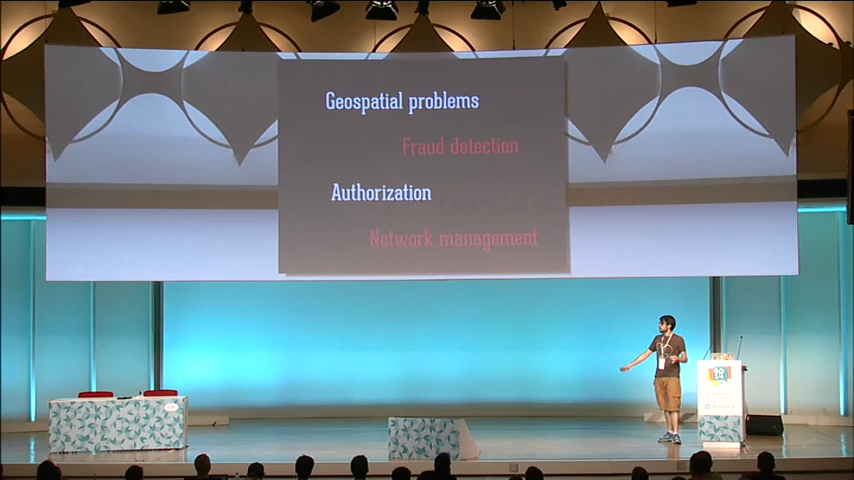 Geospatial problems
Fraud detection
Authorization
Network management